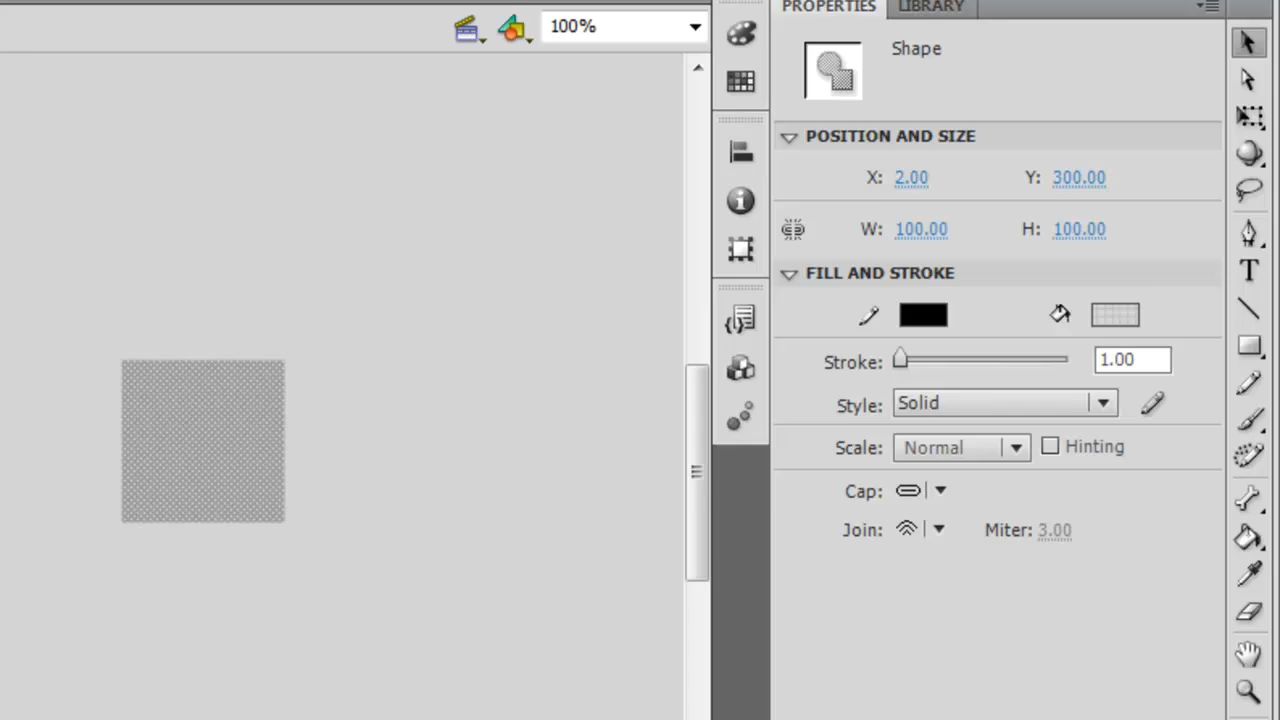 PROPERTIES LIBRARY
100%
Shape
POSITION AND SIZE
X: 2.00 Y: 300.00
W: 100.00 H: 100.00
FILL AND STROKE
Stroke: 1.00
Style: Solid
Scale: Normal Hinting
Cap:
Join: Miter: 3.00